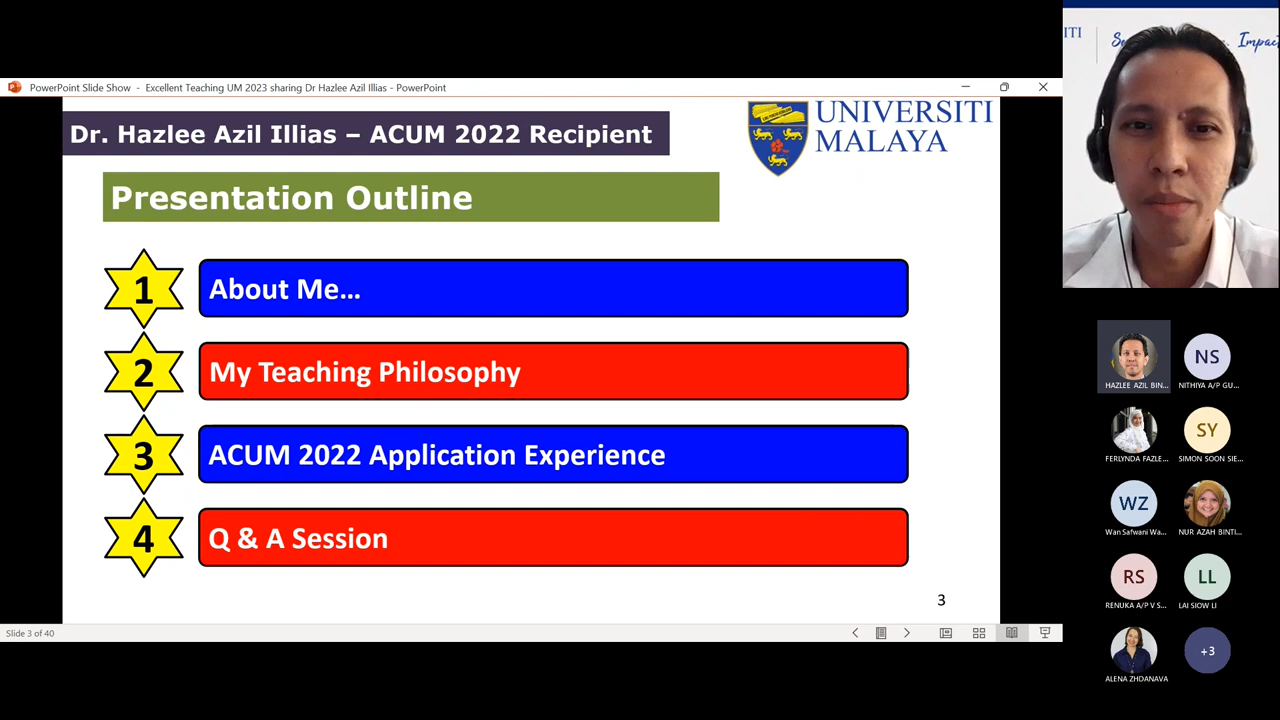 ITI
Impac
PowerPoint Slide Show - Excellent Teaching UM 2023 sharing Dr Hazlee Azil Illias - PowerPoint
Dr. Hazlee Azil Illias – ACUM 2022 Recipient
UNIVERSITI
MALAYA
Presentation Outline
1 About Me...
2 My Teaching Philosophy
3 ACUM 2022 Application Experience
4 Q & A Session
3
Slide 3 of 40
NS
HAZLEE AZIL BIN...
NITHIYA A/P GU...
SY
FERLYNDA FAZLE...
SIMON SOON SIE...
WZ
Wan Safwani Wa...
NUR AZAH BINTI...
RS
LL
RENUKA A/P V S...
LAI SIOW LI
+3
ALENA ZHDANAVA